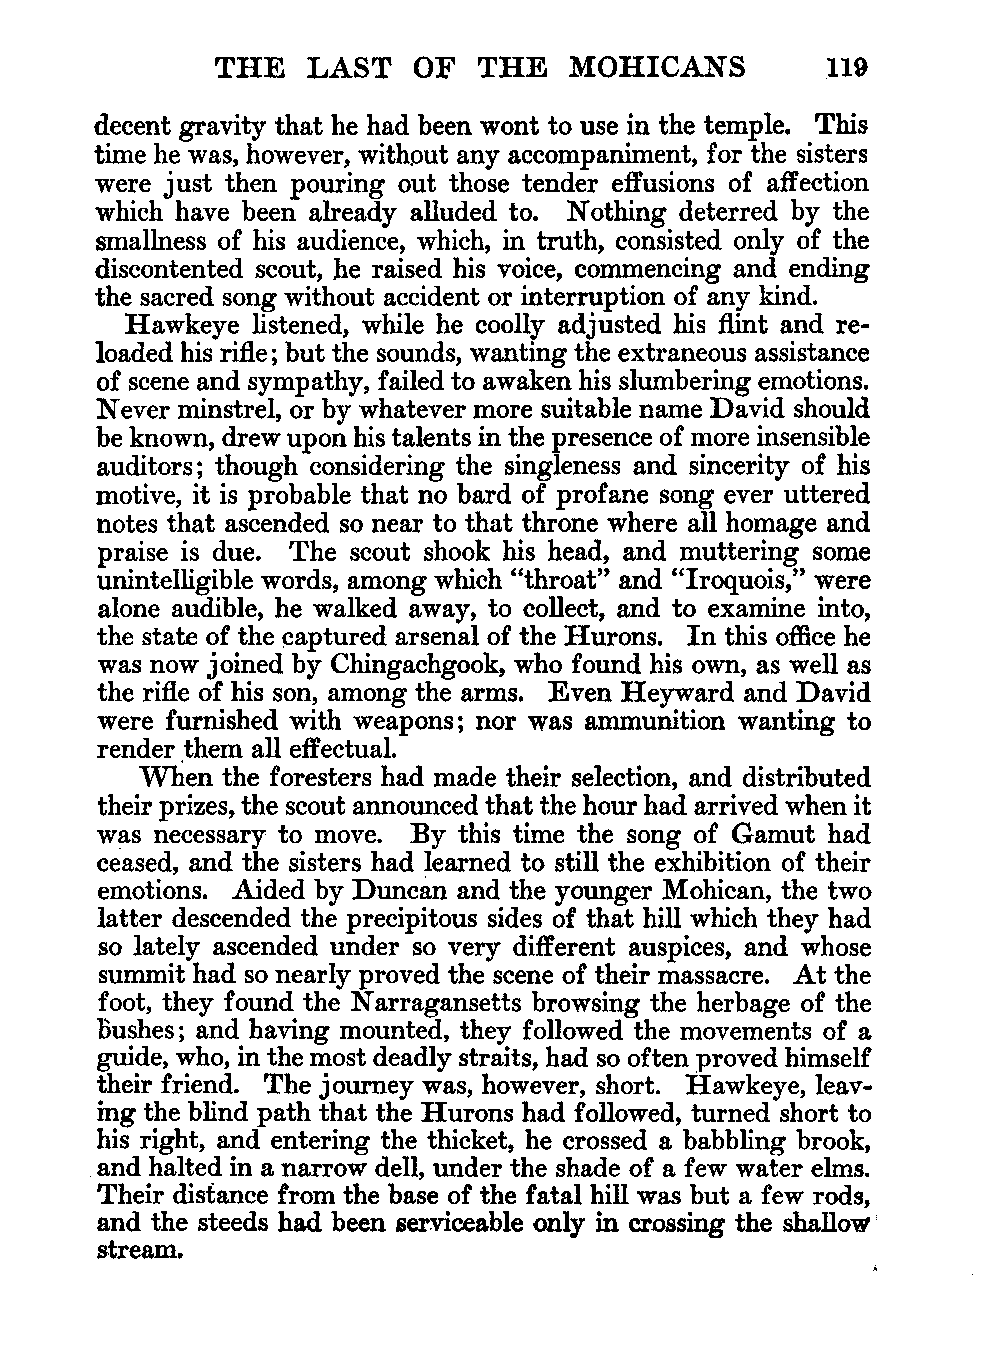 THE LAST OF THE MOHICANS 119
decent gravity that he had been wont to use in the temple. This
time he was, however, without any accompaniment, for the sisters
were just then pouring out those tender effusions of affection
which have been already alluded to. Nothing deterred by the
smallness of his audience, which, in truth, consisted only of the
discontented scout, he raised his voice, commencing and ending
the sacred song without accident or interruption of any kind.
Hawkeye listened, while he coolly adjusted his flint and re-
loaded his rifle; but the sounds, wanting the extraneous assistance
of scene and sympathy, failed to awaken his slumbering emotions.
Never minstrel, or by whatever more suitable name David should
be known, drew upon his talents in the presence of more insensible
auditors; though considering the singleness and sincerity of his
motive, it is probable that no bard of profane song ever uttered
notes that ascended so near to that throne where all homage and
praise is due. The scout shook his head, and muttering some
unintelligible words, among which “throat” and “Iroquois,” were
alone audible, he walked away, to collect, and to examine into,
the state of the captured arsenal of the Hurons. In this office he
was now joined by Chingachgook, who found his own, as well as
the rifle of his son, among the arms. Even Heyward and David
were furnished with weapons; nor was ammunition wanting to
render them all effectual.
When the foresters had made their selection, and distributed
their prizes, the scout announced that the hour had arrived when it
was necessary to move. By this time the song of Gamut had
ceased, and the sisters had learned to still the exhibition of their
emotions. Aided by Duncan and the younger Mohican, the two
latter descended the precipitous sides of that hill which they had
so lately ascended under so very different auspices, and whose
summit had so nearly proved the scene of their massacre. At the
foot, they found the Narragansetts browsing the herbage of the
bushes; and having mounted, they followed the movements of a
guide, who, in the most deadly straits, had so often proved himself
their friend. The journey was, however, short. Hawkeye, leav-
ing the blind path that the Hurons had followed, turned short to
his right, and entering the thicket, he crossed a babbling brook,
and halted in a narrow dell, under the shade of a few water elms.
Their distance from the base of the fatal hill was but a few rods,
and the steeds had been serviceable only in crossing the shallow
stream.